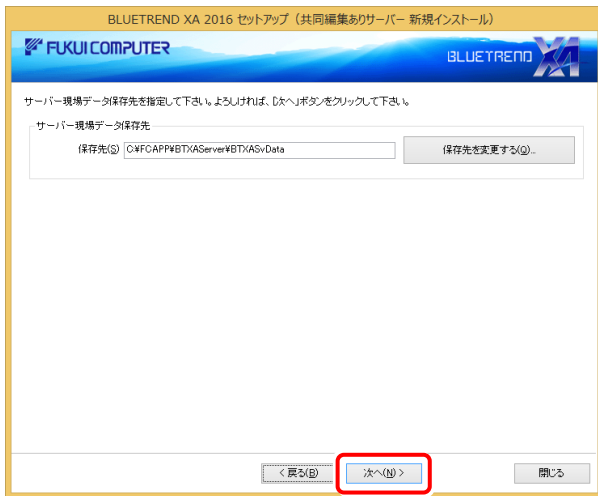 BLUETREND XA 2016 セットアップ（共同編集ありサーバー 新規インストール）
FUKUI COMPUTER
BLUETREND XA
サーバー現場データ保存先を指定して下さい。よろしければ、[次へ]ボタンをクリックして下さい。
サーバー現場データ保存先
保存先(S) C:¥FCAPP¥BTXAServer¥BTXASvData 保存先を変更する(Q)...
< 戻る(B) 次へ(N) > 閉じる